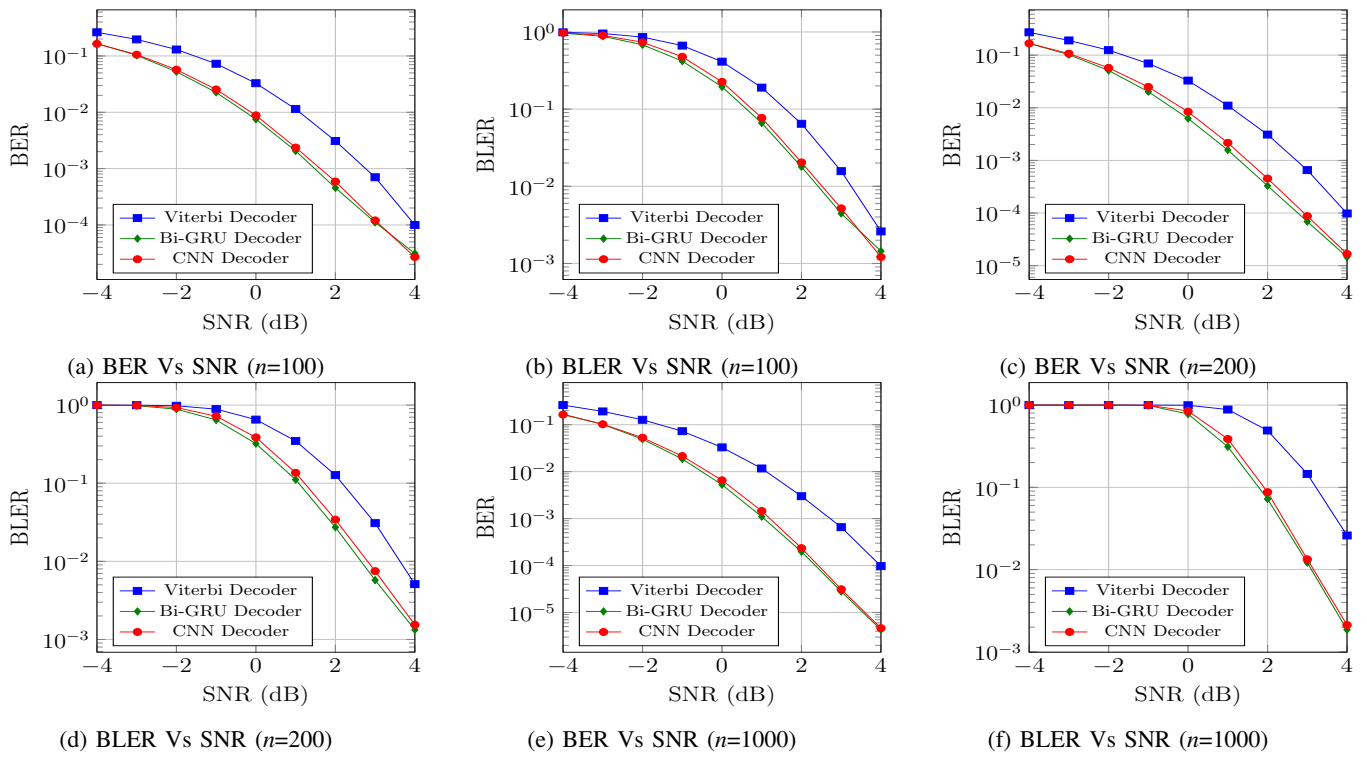 10^{-1}
10^{-2}
10^{-3}
10^{-4}
BER
−4 −2 0 2 4
SNR (dB)
Viterbi Decoder
Bi-GRU Decoder
CNN Decoder
(a) BER Vs SNR (n=100)
10^{0}
10^{-1}
10^{-2}
10^{-3}
BLER
−4 −2 0 2 4
SNR (dB)
Viterbi Decoder
Bi-GRU Decoder
CNN Decoder
(b) BLER Vs SNR (n=100)
10^{-1}
10^{-2}
10^{-3}
10^{-4}
10^{-5}
BER
−4 −2 0 2 4
SNR (dB)
Viterbi Decoder
Bi-GRU Decoder
CNN Decoder
(c) BER Vs SNR (n=200)
10^{0}
10^{-1}
10^{-2}
10^{-3}
BLER
−4 −2 0 2 4
SNR (dB)
Viterbi Decoder
Bi-GRU Decoder
CNN Decoder
(d) BLER Vs SNR (n=200)
10^{-1}
10^{-2}
10^{-3}
10^{-4}
10^{-5}
BER
−4 −2 0 2 4
SNR (dB)
Viterbi Decoder
Bi-GRU Decoder
CNN Decoder
(e) BER Vs SNR (n=1000)
10^{0}
10^{-1}
10^{-2}
10^{-3}
BLER
−4 −2 0 2 4
SNR (dB)
Viterbi Decoder
Bi-GRU Decoder
CNN Decoder
(f) BLER Vs SNR (n=1000)